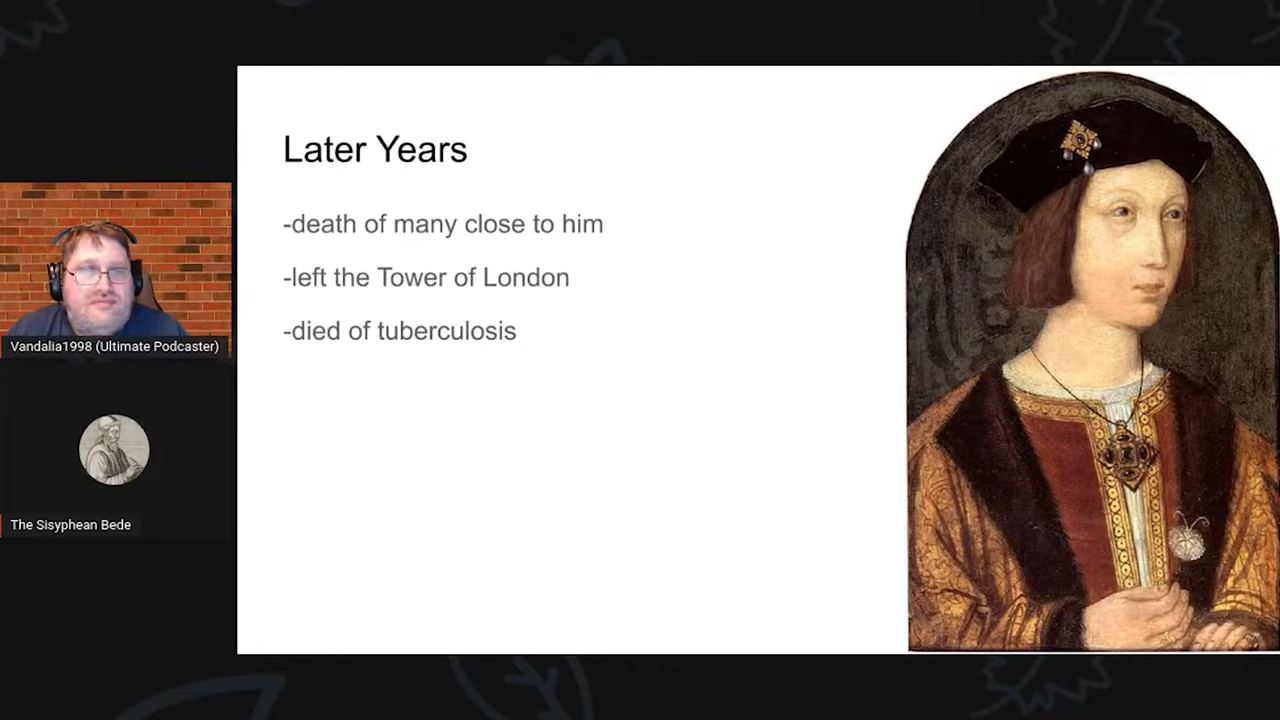 Later Years
-death of many close to him
-left the Tower of London
-died of tuberculosis
Vandalia1998 (Ultimate Podcaster)
The Sisyphean Bede